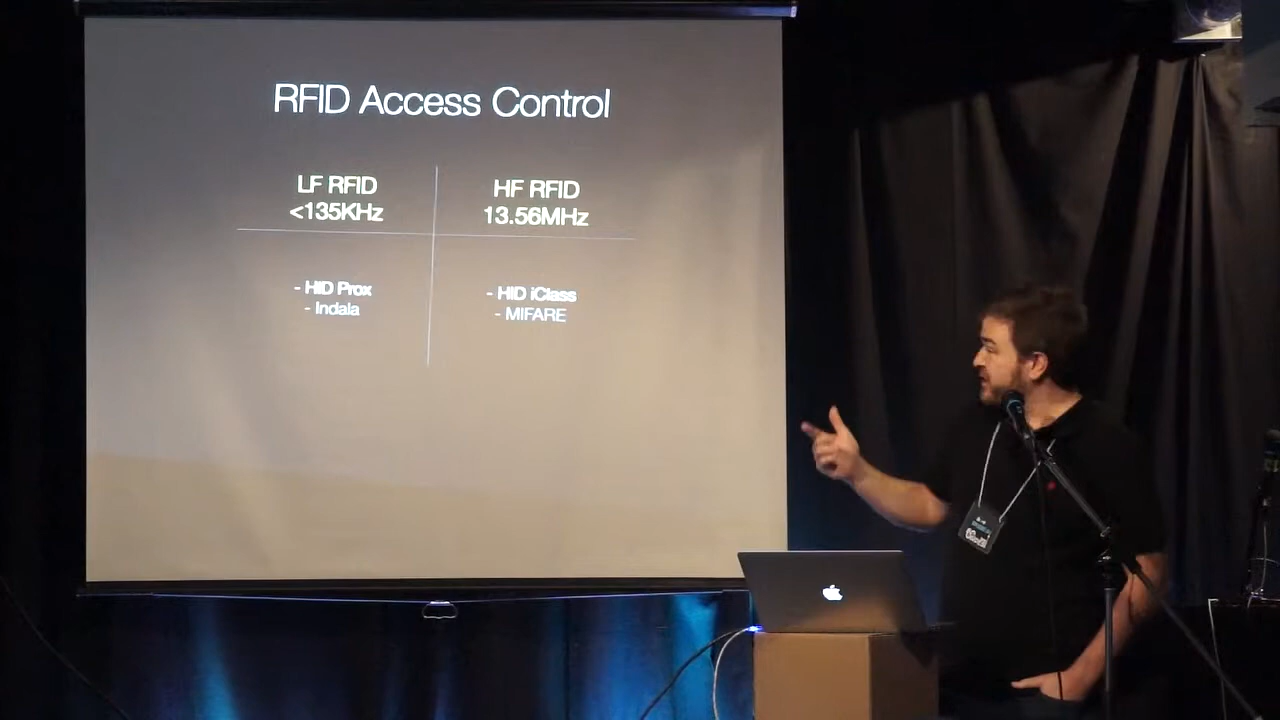 RFID Access Control
LF RFID
<135KHz
HF RFID
13.56MHz
- HID Prox
- Indala
- HID iClass
- MIFARE